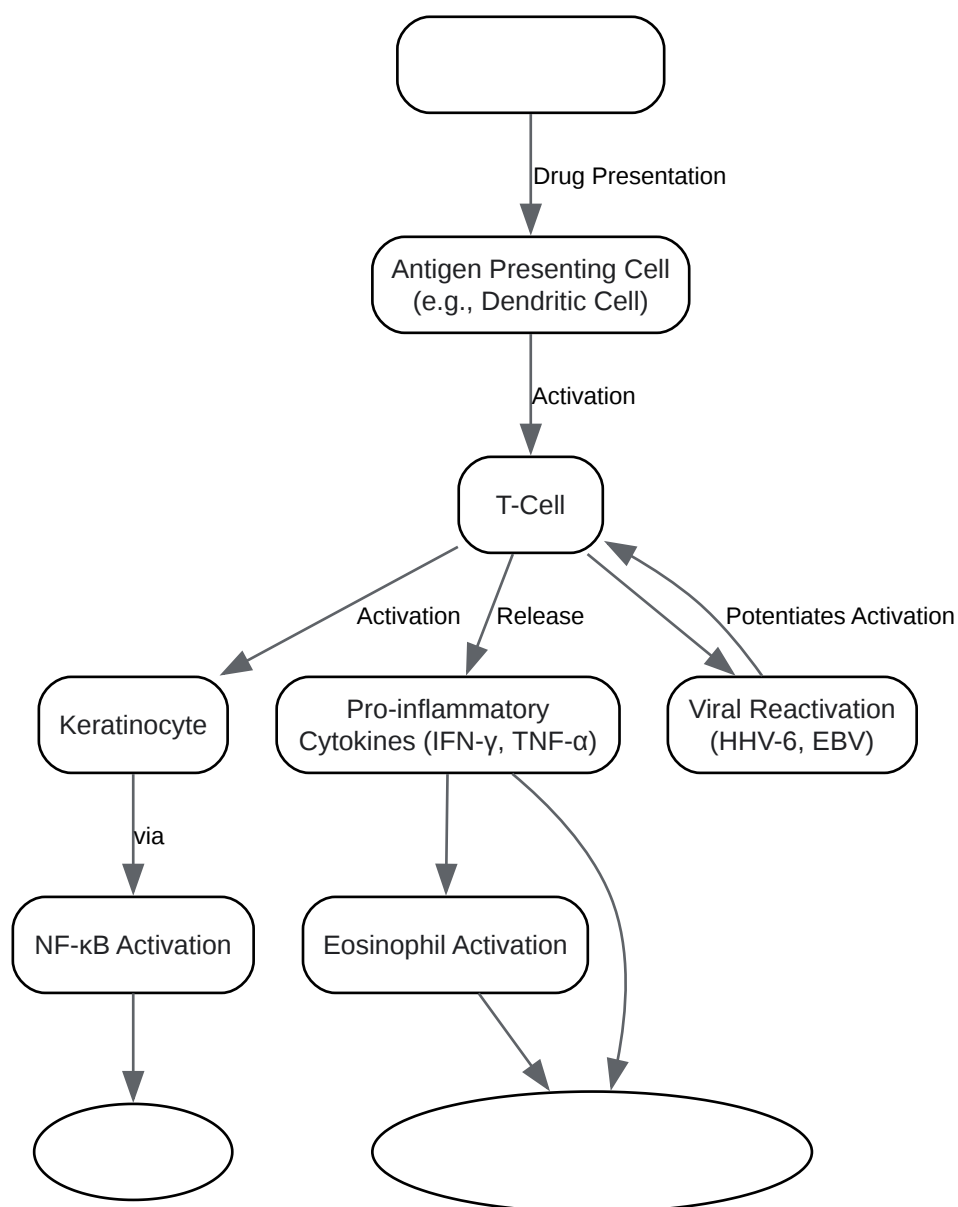 Drug Presentation
Antigen Presenting Cell
(e.g., Dendritic Cell)
Activation
T-Cell
Activation
Release
Potentiates Activation
Keratinocyte
Pro-inflammatory
Cytokines (IFN-γ, TNF-α)
Viral Reactivation
(HHV-6, EBV)
via
NF-κB Activation
Eosinophil Activation